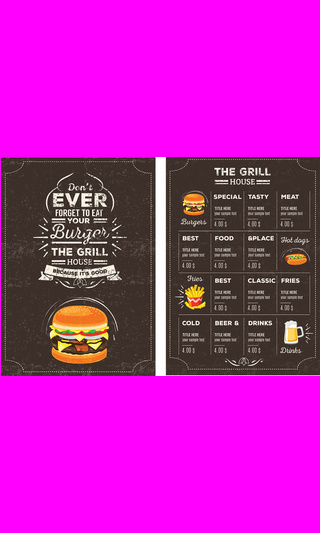 Don't
EVER
FORGET TO EAT
YOUR
Burger
THE GRILL
HOUSE
BECAUSE IT'S GOOD
THE GRILL
HOUSE
Burgers
SPECIAL
TITLE HERE
your sample text
4.00 $
TASTY
TITLE HERE
your sample text
4.00 $
MEAT
TITLE HERE
your sample text
4.00 $
BEST
TITLE HERE
your sample text
4.00 $
FOOD
TITLE HERE
your sample text
4.00 $
&PLACE
TITLE HERE
your sample text
4.00 $
Hot dogs
Fries
BEST
TITLE HERE
your sample text
4.00 $
CLASSIC
TITLE HERE
your sample text
4.00 $
FRIES
TITLE HERE
your sample text
4.00 $
COLD
TITLE HERE
your sample text
4.00 $
BEER &
TITLE HERE
your sample text
4.00 $
DRINKS
TITLE HERE
your sample text
4.00 $
Drinks